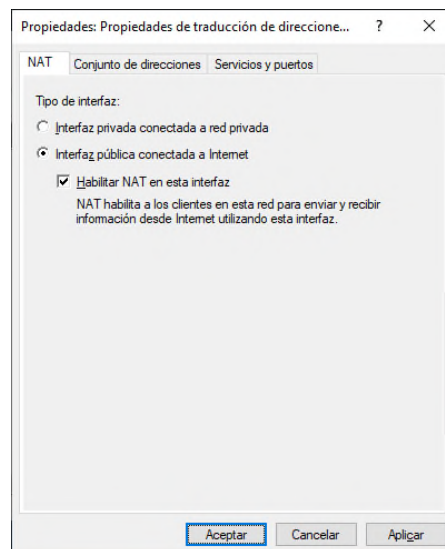 Propiedades: Propiedades de traducción de direccione... ? ×
NAT Conjunto de direcciones Servicios y puertos
Tipo de interfaz:
Interfaz privada conectada a red privada
Interfaz pública conectada a Internet
Habilitar NAT en esta interfaz
NAT habilita a los clientes en esta red para enviar y recibir
información desde Internet utilizando esta interfaz.
Aceptar Cancelar Aplicar